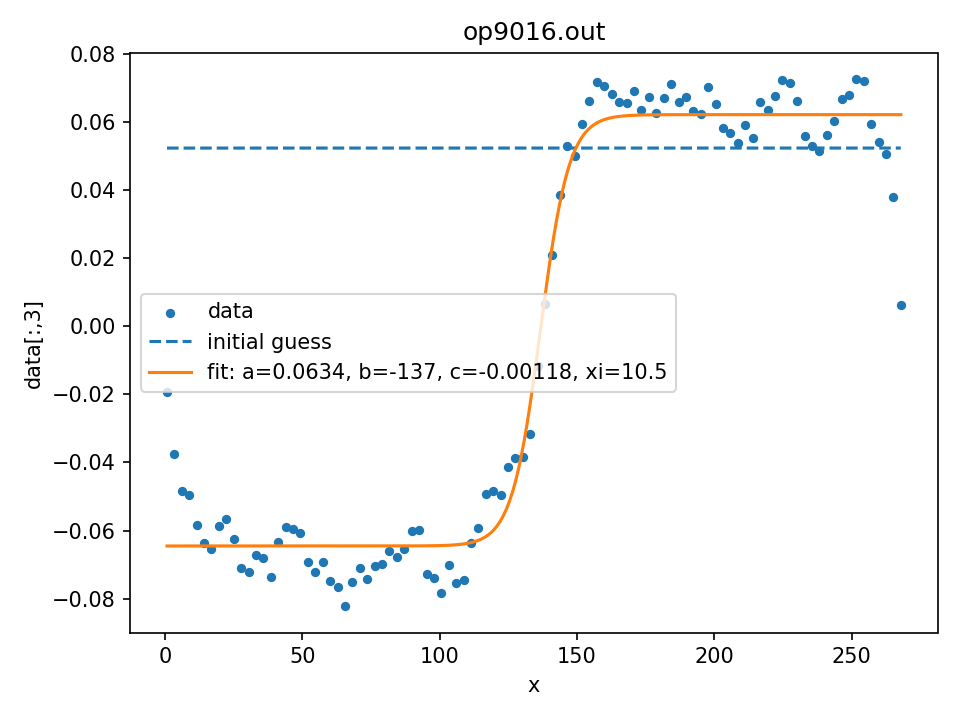 op9016.out
0.08
0.06
0.04
0.02
0.00
−0.02
−0.04
−0.06
−0.08
data[:,3]
data
initial guess
fit: a=0.0634, b=-137, c=-0.00118, xi=10.5
0 50 100 150 200 250
x